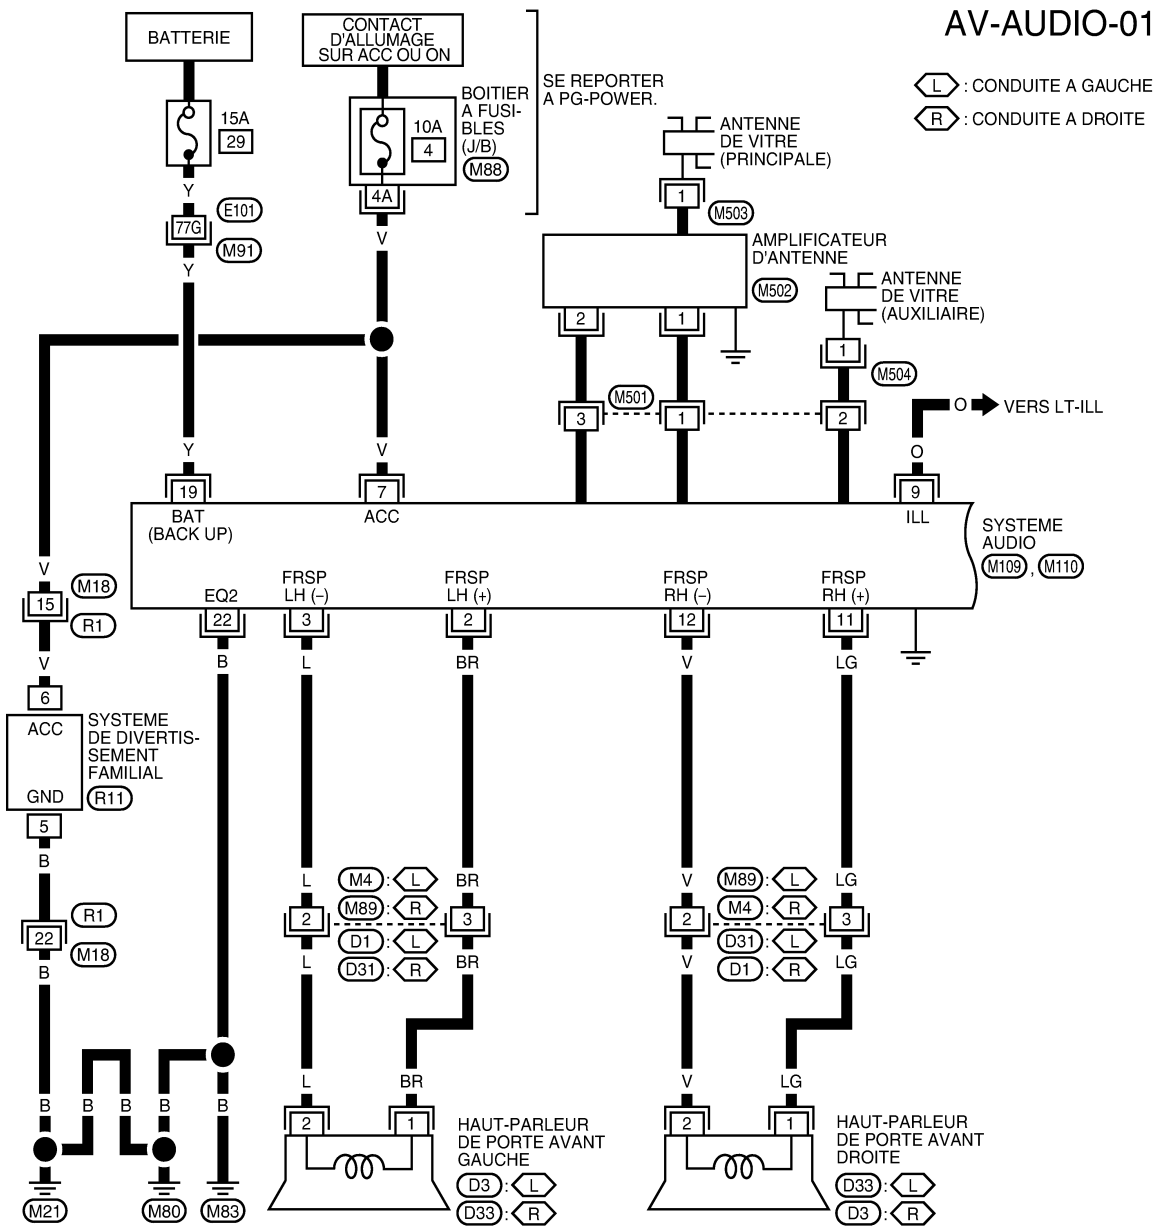 AV-AUDIO-01
BATTERIE
CONTACT
D'ALLUMAGE
SUR ACC OU ON
L : CONDUITE A GAUCHE
R : CONDUITE A DROITE
SE REPORTER
A PG-POWER.
BOITIER
A FUSI-
BLES
(J/B)
M88
15A
29
10A
4
4A
ANTENNE
DE VITRE
(PRINCIPALE)
1
M503
Y
E101
77G
M91
Y
V
AMPLIFICATEUR
D'ANTENNE
M502
2
1
ANTENNE
DE VITRE
(AUXILIAIRE)
1
M504
M501
3
1
2
O
VERS LT-ILL
O
Y
V
19
7
9
BAT
(BACK UP)
ACC
ILL
SYSTEME
AUDIO
M109 , M110
EQ2
FRSP
LH (–)
FRSP
LH (+)
FRSP
RH (–)
FRSP
RH (+)
22
3
2
12
11
V
M18
15
R1
V
B
L
BR
V
LG
6
ACC
GND
SYSTEME
DE DIVERTIS-
SEMENT
FAMILIAL
R11
5
B
R1
22
M18
B
L
M4 : L
BR
M89 : R
2
3
D1 : L
D31 : R
L
BR
V
M89 : L
LG
M4 : R
2
3
D31 : L
D1 : R
V
LG
L
BR
V
LG
B
B
B
B
B
2
1
HAUT-PARLEUR
DE PORTE AVANT
GAUCHE
D3 : L
D33 : R
2
1
HAUT-PARLEUR
DE PORTE AVANT
DROITE
D33 : L
D3 : R
M21
M80
M83